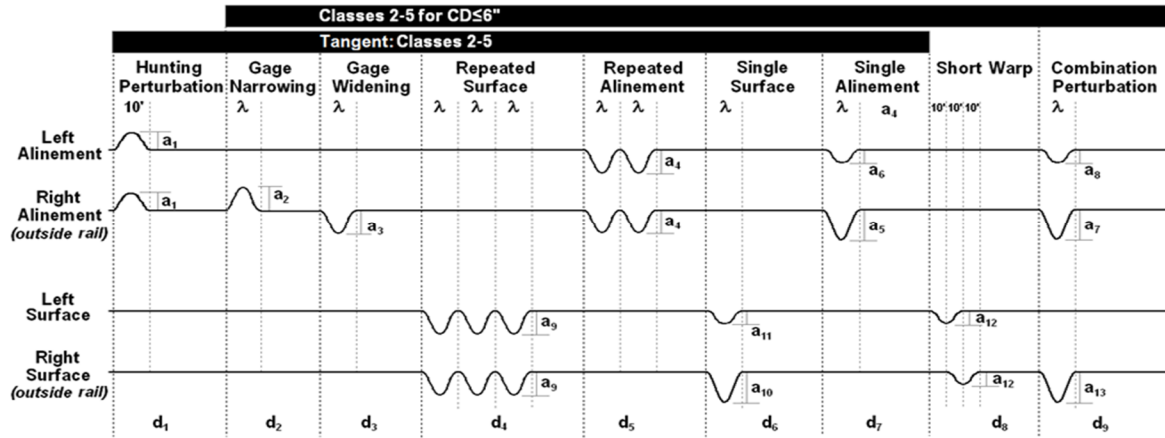 Classes 2-5 for CD≤6"
Tangent: Classes 2-5
Hunting Perturbation
Gage Narrowing
Gage Widening
Repeated Surface
Repeated Alinement
Single Surface
Single Alinement
Short Warp
Combination Perturbation
10' λ λ λ λ λ λ λ λ λ a4 10' 10' 10' λ
Left Alinement
a1 a4 a6 a8
Right Alinement (outside rail)
a1 a2 a3 a4 a5 a7
Left Surface
a9 a11 a12
Right Surface (outside rail)
a9 a10 a12 a13
d1 d2 d3 d4 d5 d6 d7 d8 d9